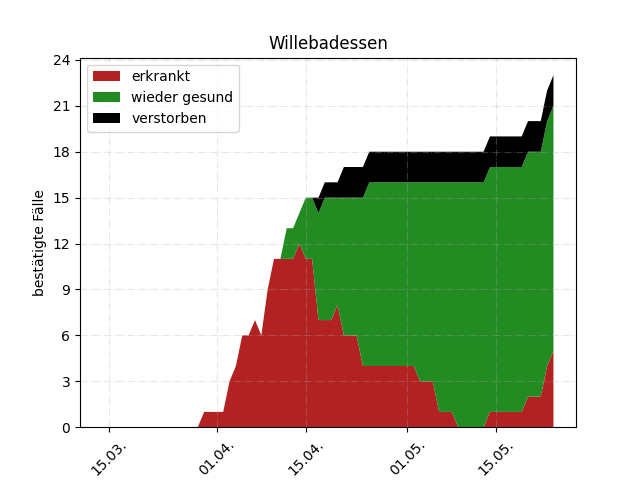 Willebadessen
erkrankt
wieder gesund
verstorben
bestätigte Fälle
24
21
18
15
12
9
6
3
0
15.03.
01.04.
15.04.
01.05.
15.05.